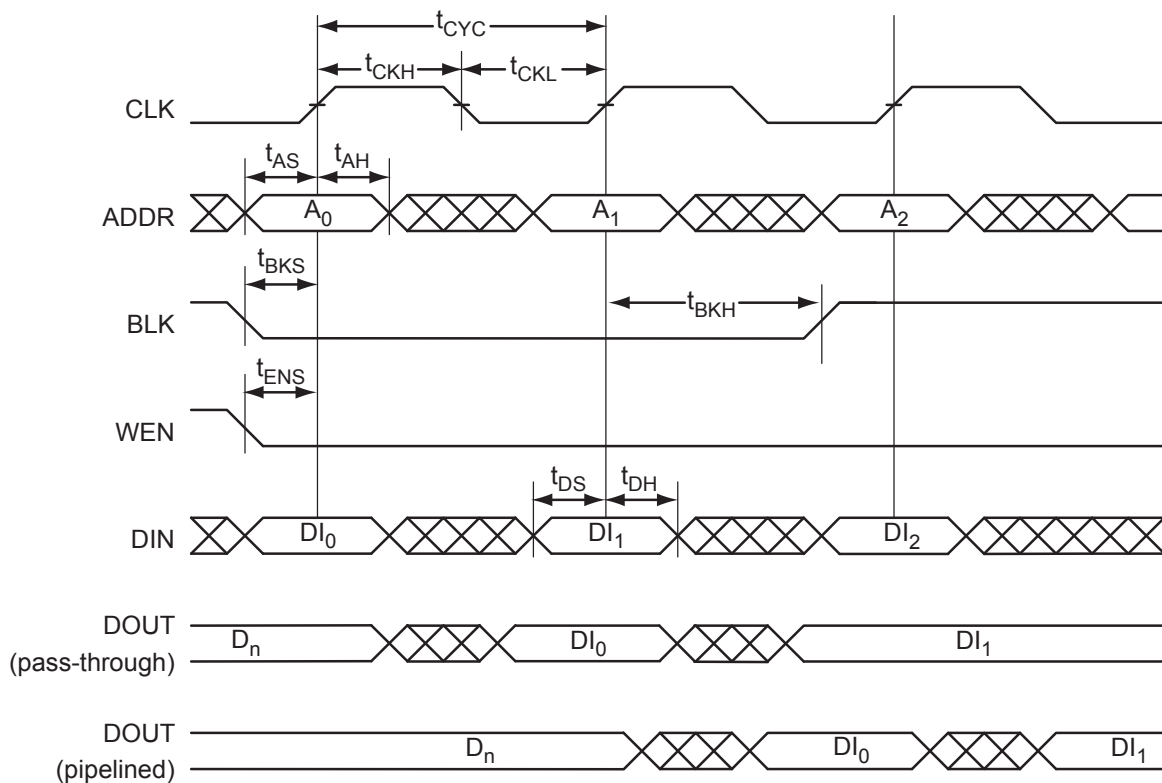 tCYC
tCKH tCKL
CLK
tAS tAH
ADDR A0 A1 A2
tBKS
BLK tBKH
tENS
WEN
tDS tDH
DIN DI0 DI1 DI2
DOUT
(pass-through) Dn DI0 DI1
DOUT
(pipelined) Dn DI0 DI1